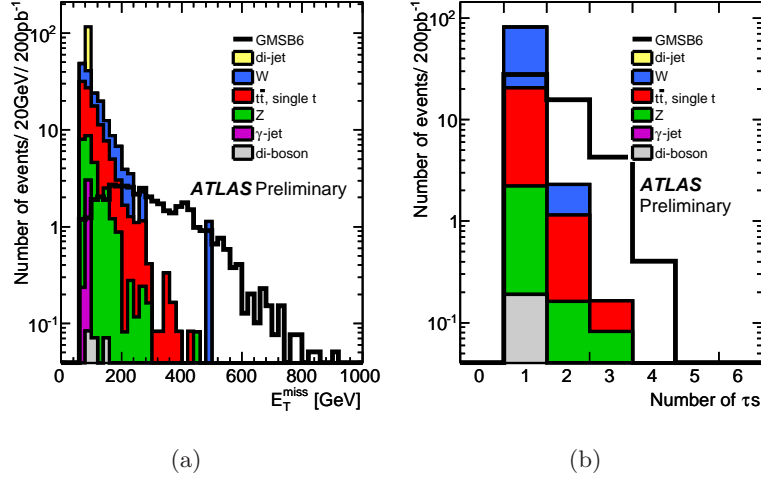 Number of events/ 20GeV/ 200pb⁻¹
10²
10
1
10⁻¹
GMSB6
di-jet
W
tt̄, single t
Z
γ-jet
di-boson
ATLAS Preliminary
0 200 400 600 800 1000
E_T^miss [GeV]
(a)
Number of events/ 200pb⁻¹
10²
10
1
10⁻¹
GMSB6
di-jet
W
tt̄, single t
Z
γ-jet
di-boson
ATLAS
Preliminary
0 1 2 3 4 5 6
Number of τs
(b)